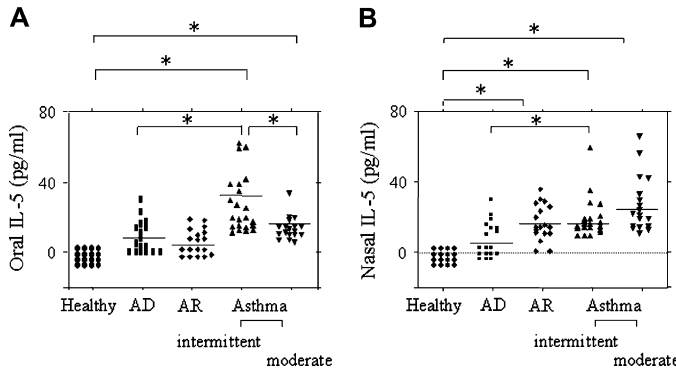 A
B
*
*
*
*
*
*
*
*
80
40
0
Oral IL-5 (pg/ml)
Healthy AD AR Asthma
intermittent
moderate
80
40
0
Nasal IL-5 (pg/ml)
Healthy AD AR Asthma
intermittent
moderate